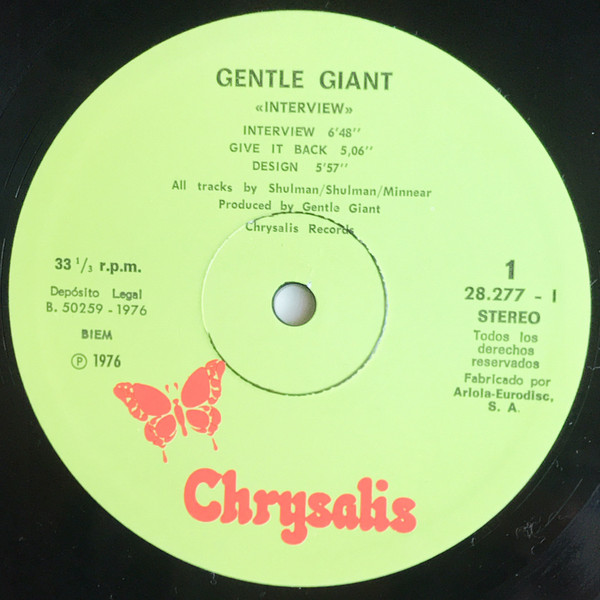 GENTLE GIANT
«INTERVIEW»
INTERVIEW 6'48''
GIVE IT BACK 5,06''
DESIGN 5'57''
All tracks by Shulman/Shulman/Minnear
Produced by Gentle Giant
Chrysalis Records
33 1/3 r.p.m.
Depósito Legal
B. 50259 - 1976
BIEM
Ⓟ 1976
1
28.277 - I
STEREO
Todos los
derechos
reservados
Fabricado por
Ariola-Eurodisc,
S. A.
Chrysalis